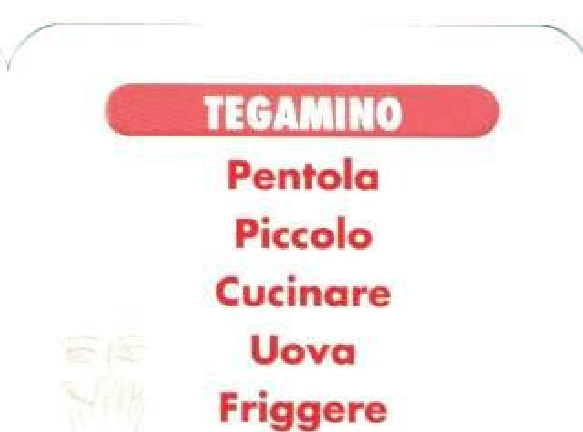 TEGAMINO
Pentola
Piccolo
Cucinare
Uova
Friggere